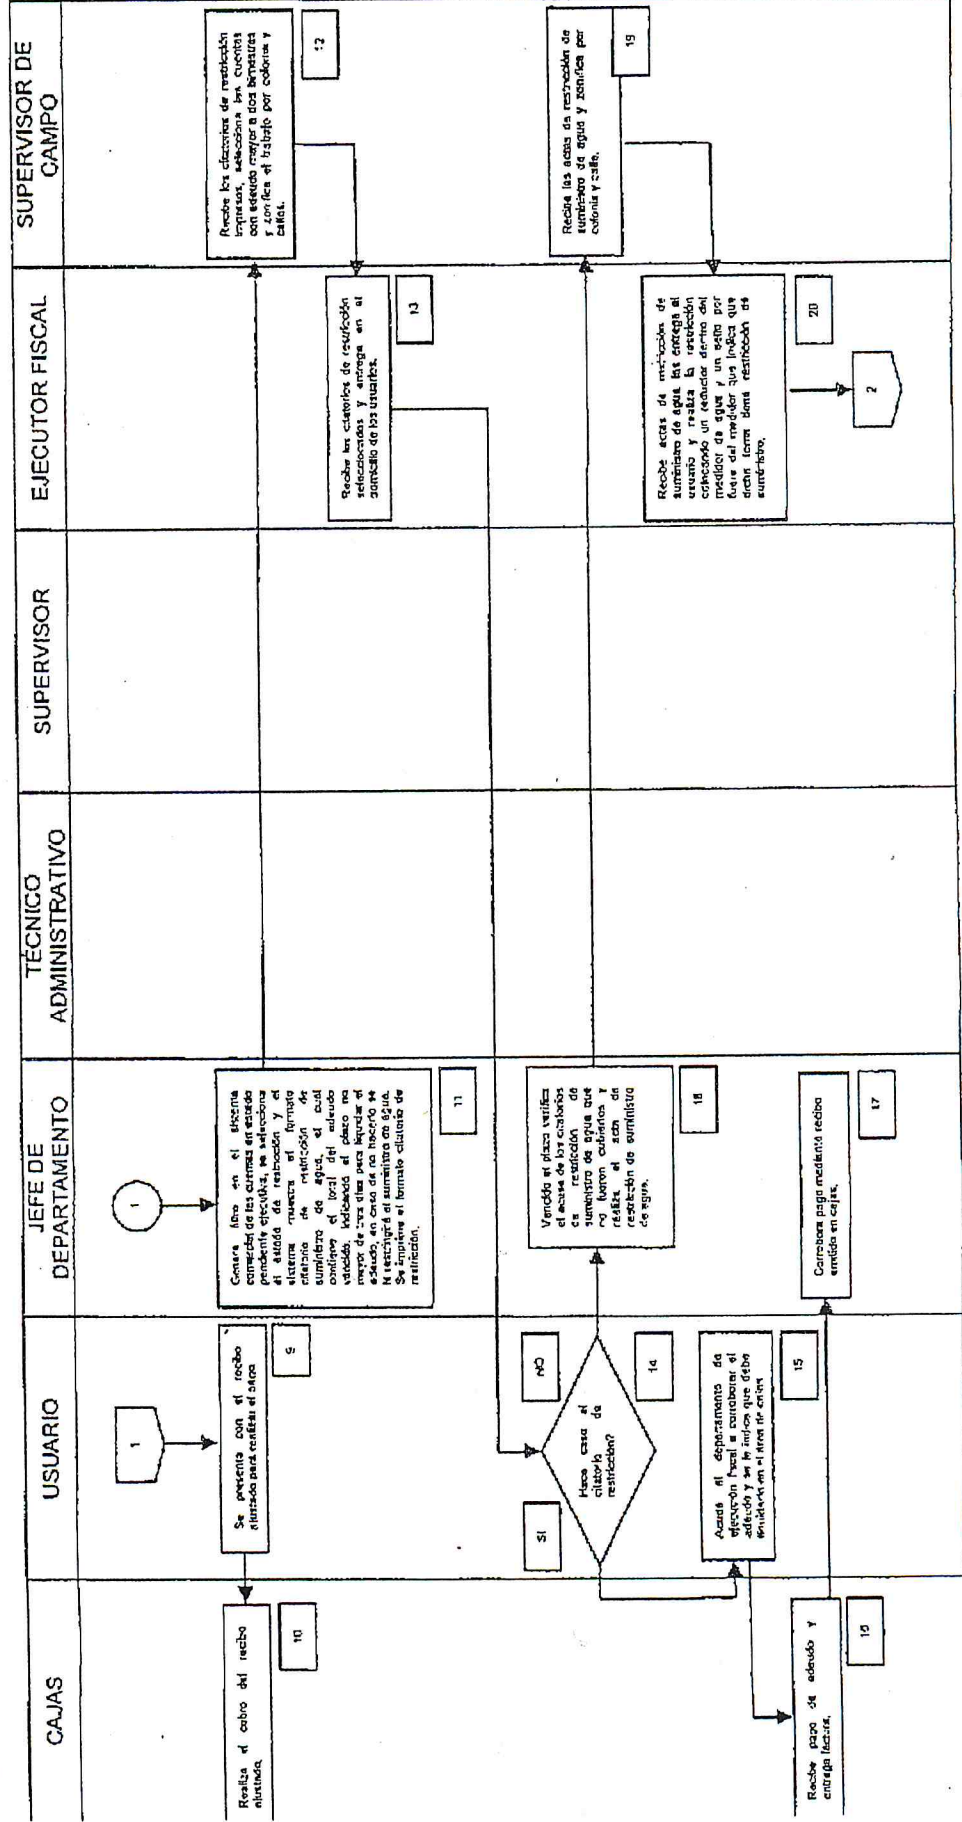 CAJAS
USUARIO
JEFE DE
DEPARTAMENTO
TÉCNICO
ADMINISTRATIVO
SUPERVISOR
EJECUTOR FISCAL
SUPERVISOR DE
CAMPO
1
Se presenta con el recibo
ajustado para realizar el pago
9
Realiza el cobro del recibo
ajustado.
10
1
Genera filtro en el sistema
comercial de las cuentas en estado
pendiente ejecutiva, se selecciona
el estado de restricción y el
sistema muestra el formato
citatorio de restricción de
suministro de agua, el cual
contiene el total del adeudo
vencido, indicando el plazo no
mayor de tres días para liquidar el
adeudo, en caso de no hacerlo se
le restringirá el suministro de agua.
Se imprime el formato citatorio de
restricción.
11
Recibe los citatorios de restricción
impresos, selecciona las cuentas
con adeudo mayor a dos bimestres
y zonifica el trabajo por colonias y
calles.
12
Recibe los citatorios de restricción
seleccionados y entrega en el
domicilio de los usuarios.
13
Hace caso al
citatorio de
restricción?
SI
NO
14
Acude al departamento de
ejecución fiscal a corroborar el
adeudo y se le indica que debe
liquidarlo en el área de cajas
15
Recibe pago de adeudo y
entrega factura.
16
Corrobora pago mediante recibo
emitido en cajas.
17
Vencido el plazo verifica
el acuse de los citatorios
de restricción de
suministro de agua que
no fueron cubiertos y
realiza el acta de
restricción de suministro
de agua.
18
Recibe las actas de restricción de
suministro de agua y zonifica por
colonia y calle.
19
Recibe actas de restricción de
suministro de agua, las entrega al
usuario y realiza la restricción
colocando un reductor dentro del
medidor de agua y un sello por
fuera del medidor que indica que
dicha toma tiene restricción de
suministro.
20
2